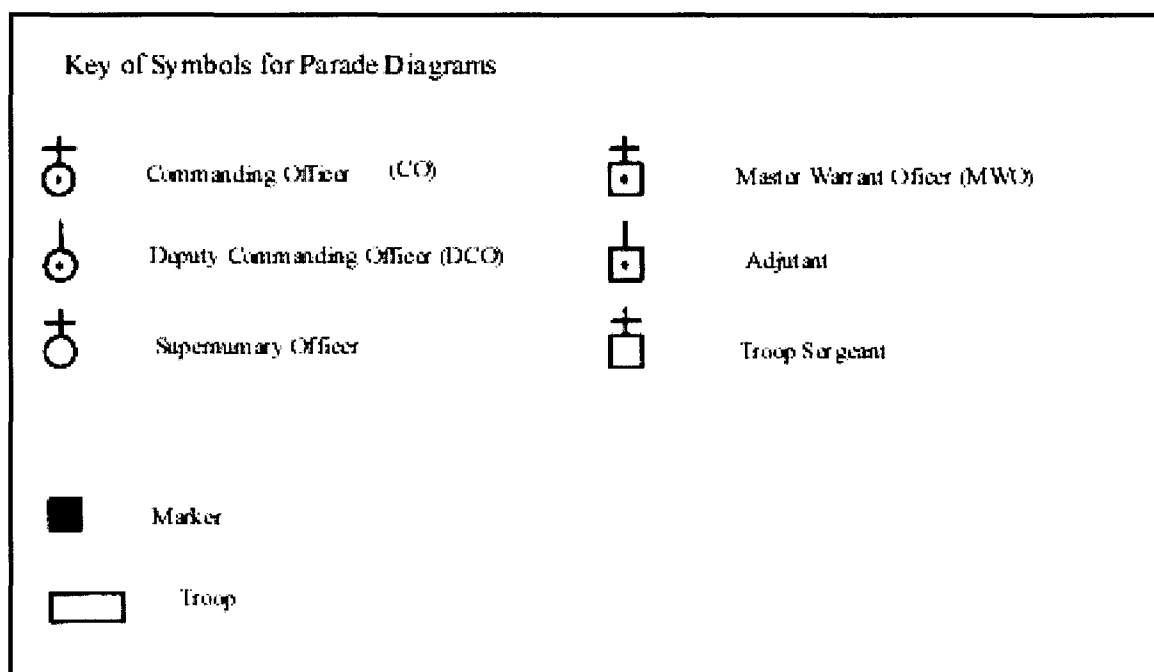 Key of Symbols for Parade Diagrams
Commanding Officer (CO)
Master Warrant Oficer (MWO)
Deputy Commanding Officer (DCO)
Adjutant
Supernumary Officer
Troop Sergeant
Marker
Troop